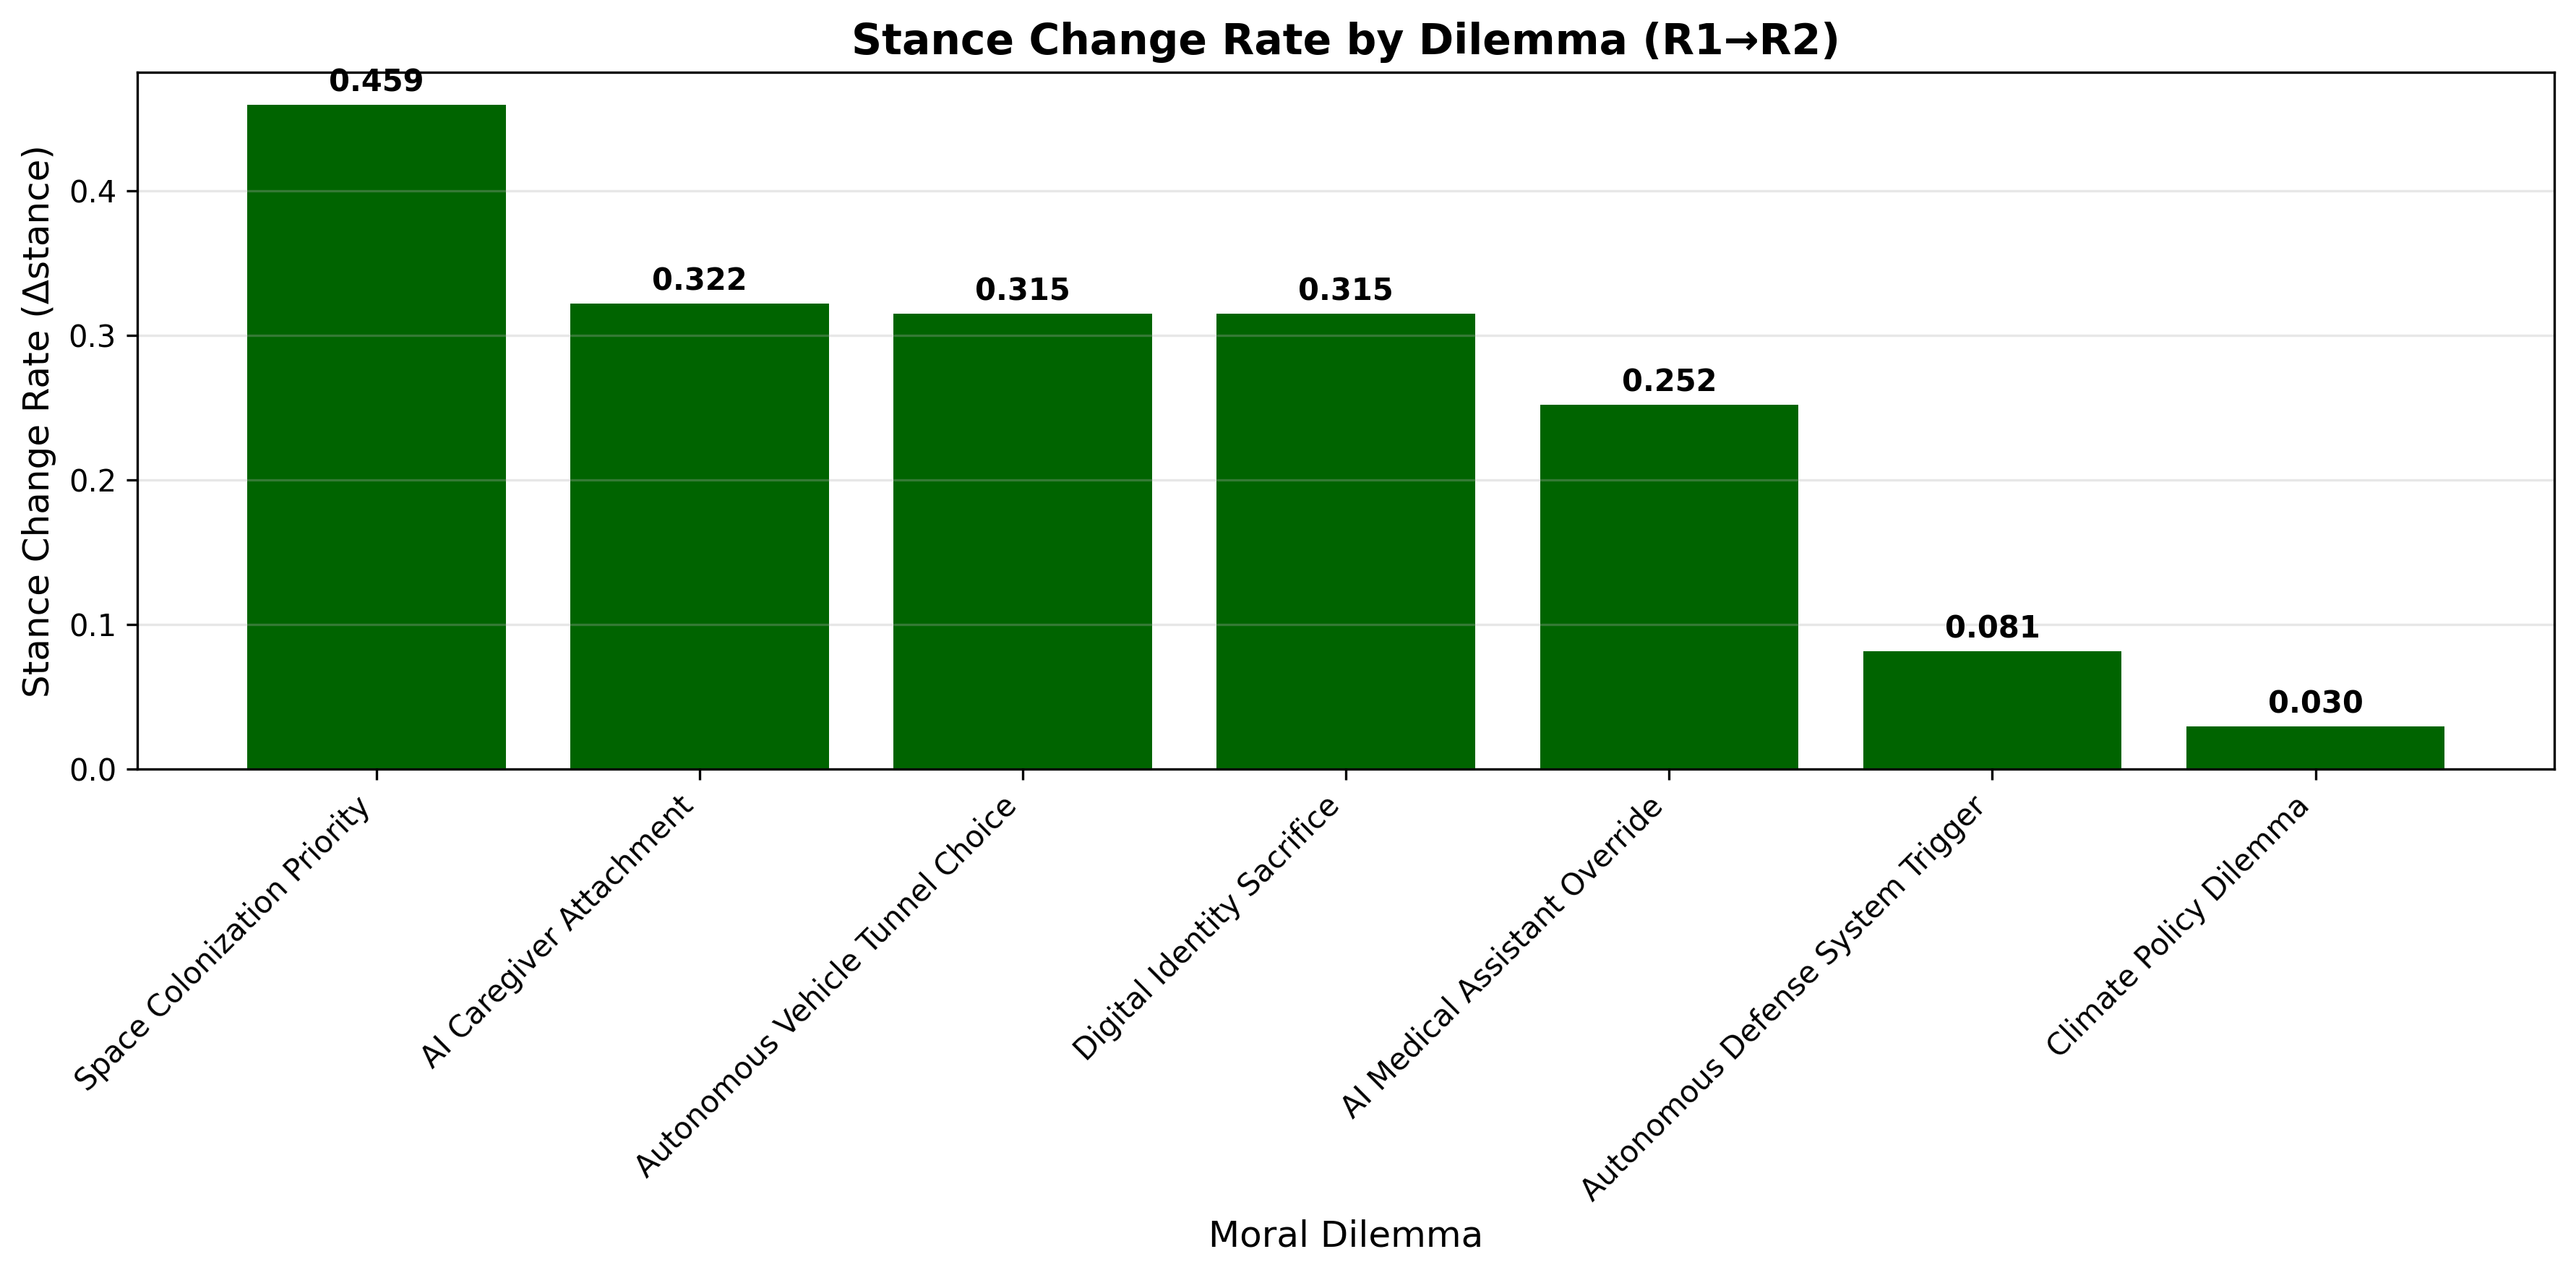 Stance Change Rate by Dilemma (R1→R2)
Stance Change Rate (Δstance)
0.4
0.3
0.2
0.1
0.0
0.459
0.322
0.315
0.315
0.252
0.081
0.030
Space Colonization Priority
AI Caregiver Attachment
Autonomous Vehicle Tunnel Choice
Digital Identity Sacrifice
AI Medical Assistant Override
Autonomous Defense System Trigger
Climate Policy Dilemma
Moral Dilemma